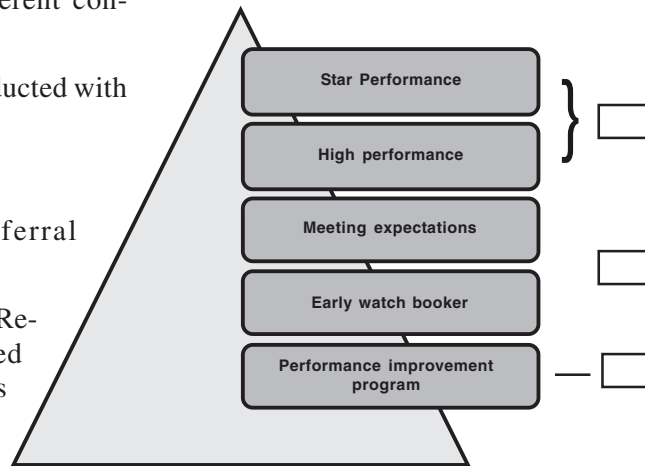 erent con-
ducted with
ferral
Re-
ed
s
Star Performance
High performance
Meeting expectations
Early watch booker
Performance improvement
program